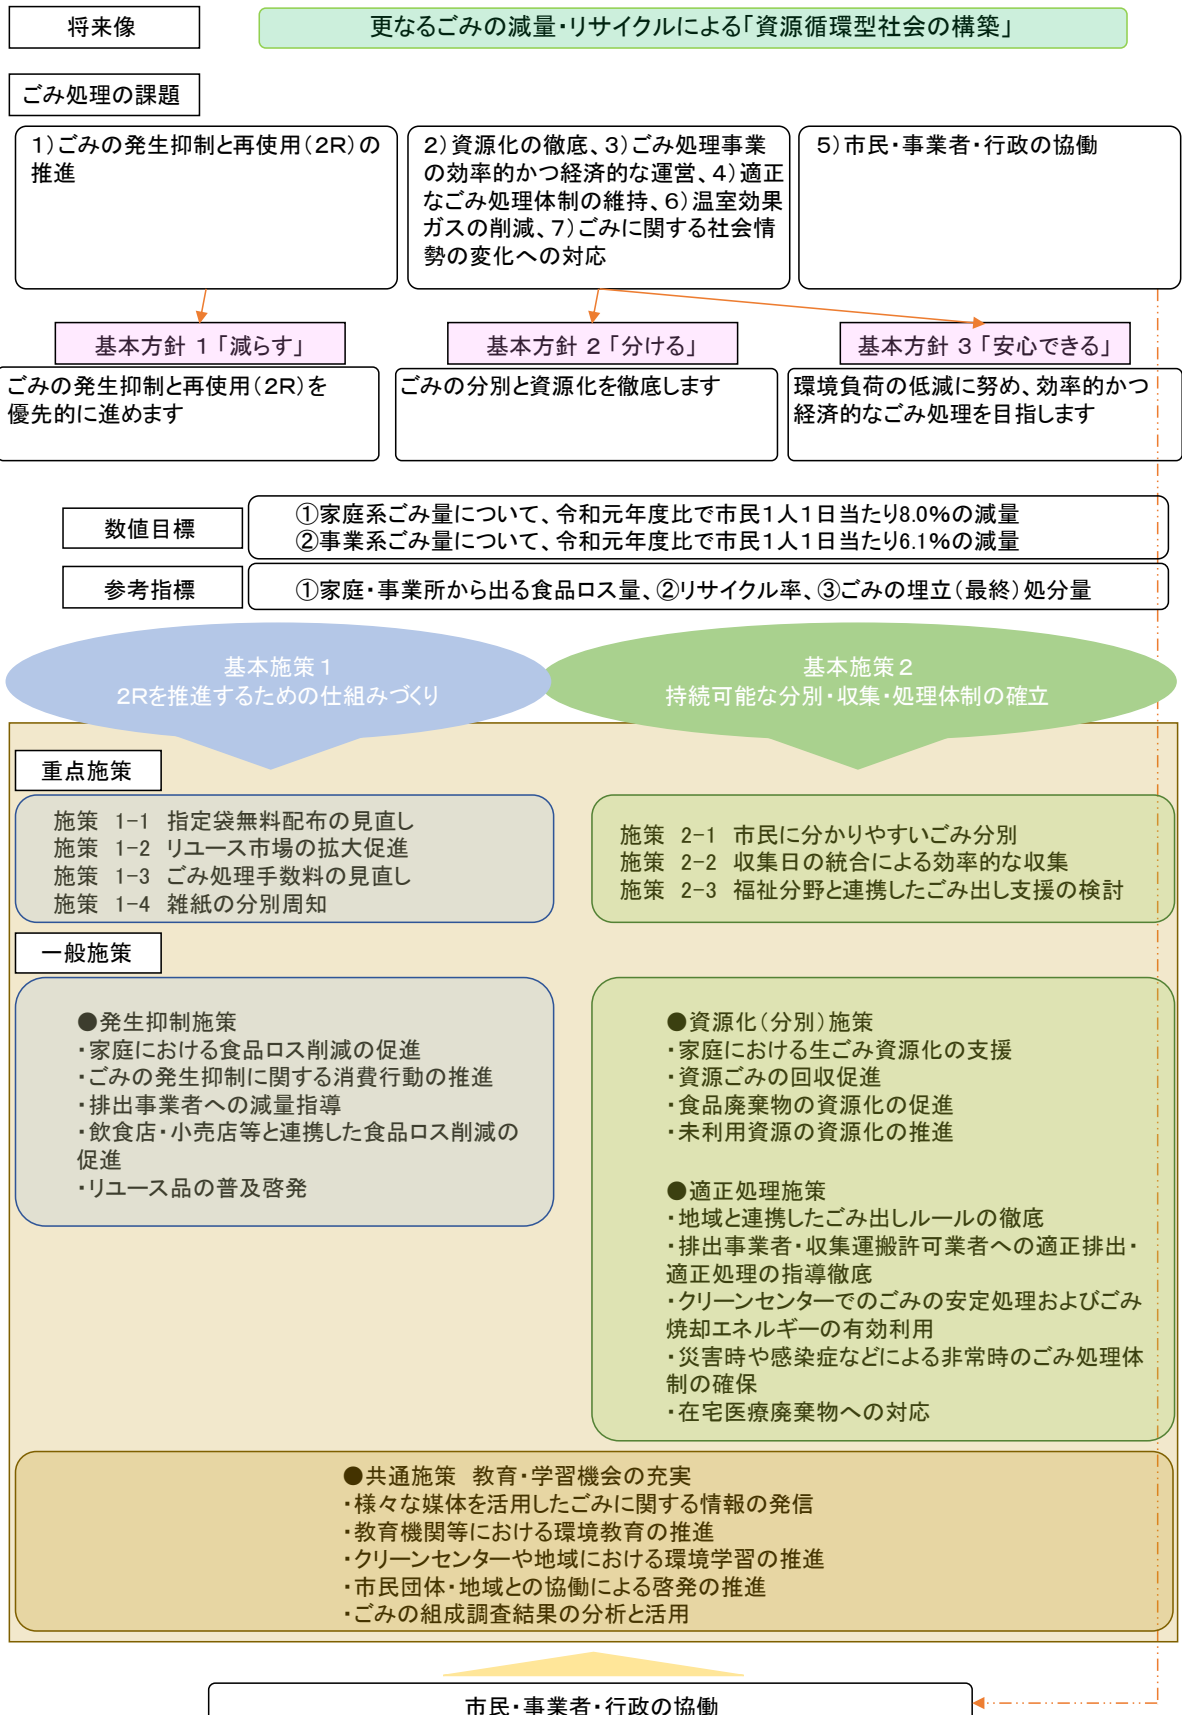 将来像
更なるごみの減量・リサイクルによる「資源循環型社会の構築」
ごみ処理の課題
1）ごみの発生抑制と再使用（2R）の
推進
2）資源化の徹底、3）ごみ処理事業
の効率的かつ経済的な運営、4）適正
なごみ処理体制の維持、6）温室効果
ガスの削減、7）ごみに関する社会情
勢の変化への対応
5）市民・事業者・行政の協働
基本方針 1「減らす」
基本方針 2「分ける」
基本方針 3「安心できる」
ごみの発生抑制と再使用（2R）を
優先的に進めます
ごみの分別と資源化を徹底します
環境負荷の低減に努め、効率的かつ
経済的なごみ処理を目指します
数値目標
①家庭系ごみ量について、令和元年度比で市民1人1日当たり8.0%の減量
②事業系ごみ量について、令和元年度比で市民1人1日当たり6.1%の減量
参考指標
①家庭・事業所から出る食品ロス量、②リサイクル率、③ごみの埋立（最終）処分量
基本施策１
2Rを推進するための仕組みづくり
基本施策２
持続可能な分別・収集・処理体制の確立
重点施策
施策 1-1 指定袋無料配布の見直し
施策 1-2 リユース市場の拡大促進
施策 1-3 ごみ処理手数料の見直し
施策 1-4 雑紙の分別周知
施策 2-1 市民に分かりやすいごみ分別
施策 2-2 収集日の統合による効率的な収集
施策 2-3 福祉分野と連携したごみ出し支援の検討
一般施策
●発生抑制施策
・家庭における食品ロス削減の促進
・ごみの発生抑制に関する消費行動の推進
・排出事業者への減量指導
・飲食店・小売店等と連携した食品ロス削減の
促進
・リユース品の普及啓発
●資源化（分別）施策
・家庭における生ごみ資源化の支援
・資源ごみの回収促進
・食品廃棄物の資源化の促進
・未利用資源の資源化の推進
●適正処理施策
・地域と連携したごみ出しルールの徹底
・排出事業者・収集運搬許可業者への適正排出・
適正処理の指導徹底
・クリーンセンターでのごみの安定処理およびごみ
焼却エネルギーの有効利用
・災害時や感染症などによる非常時のごみ処理体
制の確保
・在宅医療廃棄物への対応
●共通施策 教育・学習機会の充実
・様々な媒体を活用したごみに関する情報の発信
・教育機関等における環境教育の推進
・クリーンセンターや地域における環境学習の推進
・市民団体・地域との協働による啓発の推進
・ごみの組成調査結果の分析と活用
市民・事業者・行政の協働